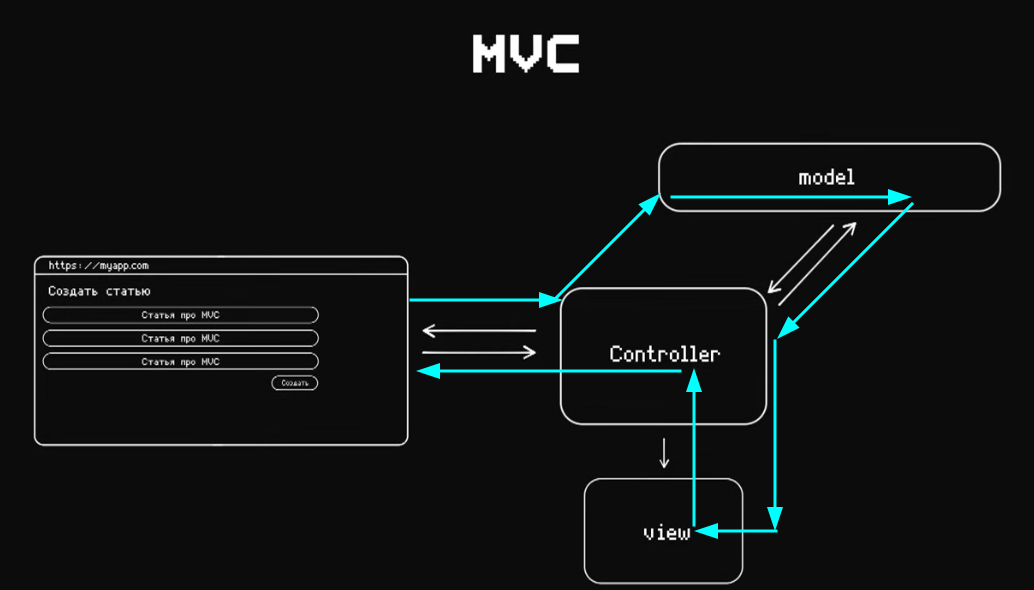 MVC
model
https://myapp.com
Создать статью
Статья про MVC
Статья про MVC
Статья про MVC
Создать
Controller
view